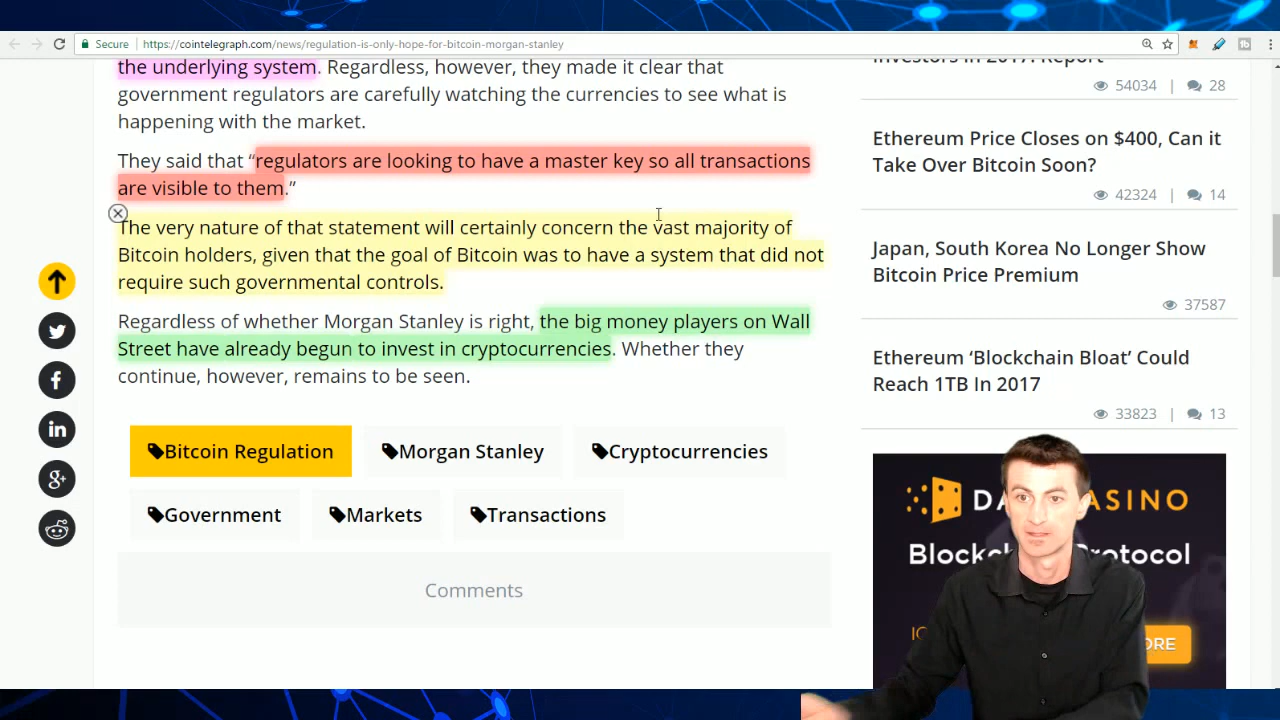 Secure
https://cointelegraph.com/news/regulation-is-only-hope-for-bitcoin-morgan-stanley
the underlying system. Regardless, however, they made it clear that
government regulators are carefully watching the currencies to see what is
happening with the market.
They said that “regulators are looking to have a master key so all transactions
are visible to them.”
The very nature of that statement will certainly concern the vast majority of
Bitcoin holders, given that the goal of Bitcoin was to have a system that did not
require such governmental controls.
Regardless of whether Morgan Stanley is right, the big money players on Wall
Street have already begun to invest in cryptocurrencies. Whether they
continue, however, remains to be seen.
Bitcoin Regulation
Morgan Stanley
Cryptocurrencies
Government
Markets
Transactions
Comments
Investors in 2017: Report
54034 | 28
Ethereum Price Closes on $400, Can it
Take Over Bitcoin Soon?
42324 | 14
Japan, South Korea No Longer Show
Bitcoin Price Premium
37587
Ethereum ‘Blockchain Bloat’ Could
Reach 1TB In 2017
33823 | 13